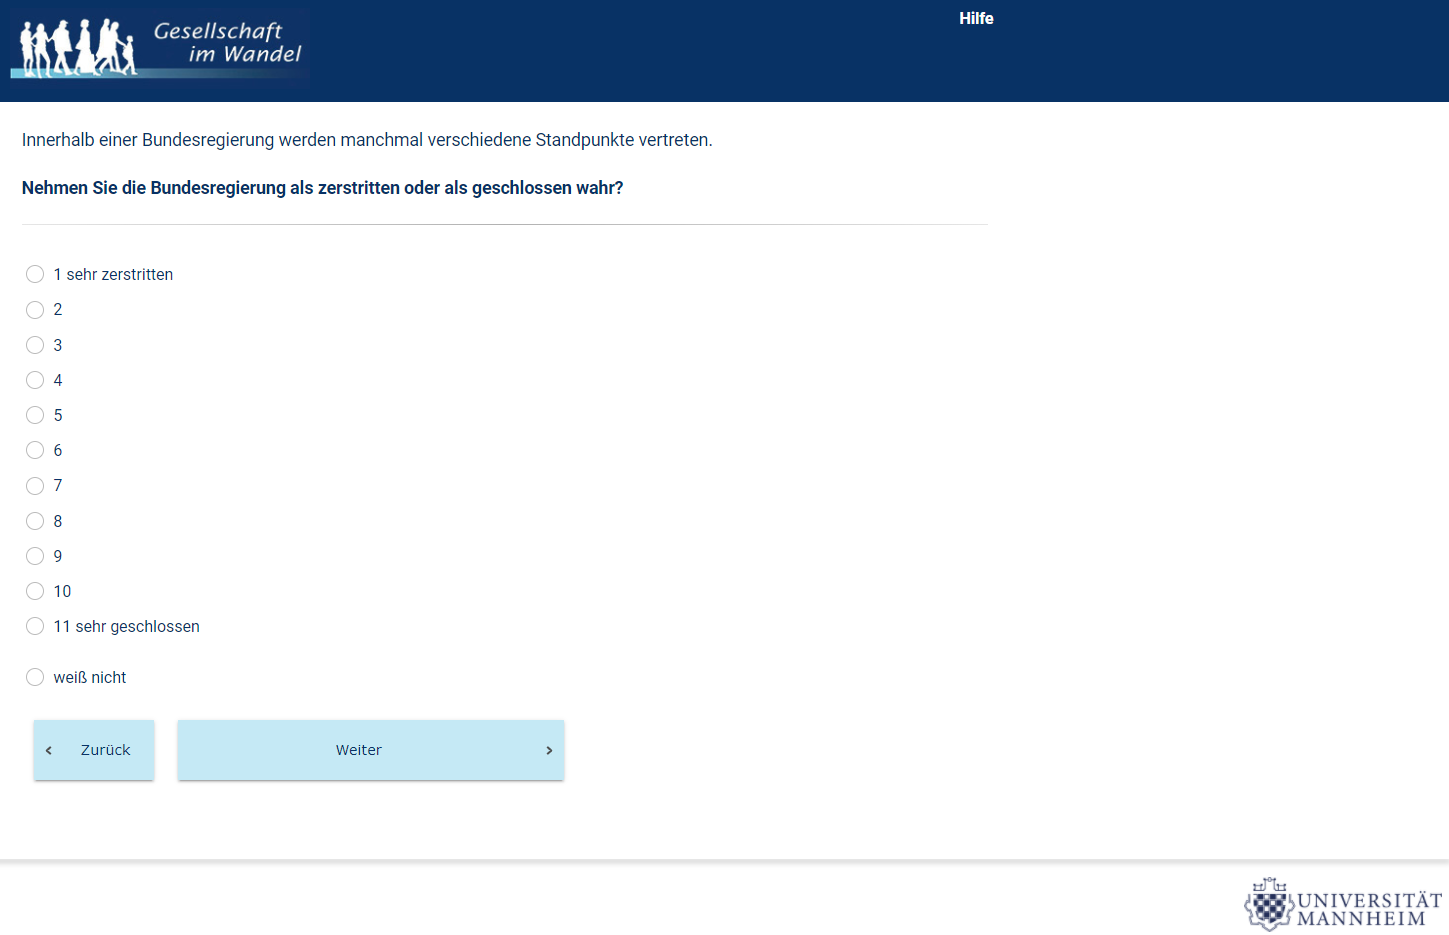 Gesellschaft
im Wandel
Hilfe
Innerhalb einer Bundesregierung werden manchmal verschiedene Standpunkte vertreten.
Nehmen Sie die Bundesregierung als zerstritten oder als geschlossen wahr?
1 sehr zerstritten
2
3
4
5
6
7
8
9
10
11 sehr geschlossen
weiß nicht
Zurück
Weiter
UNIVERSITÄT
MANNHEIM